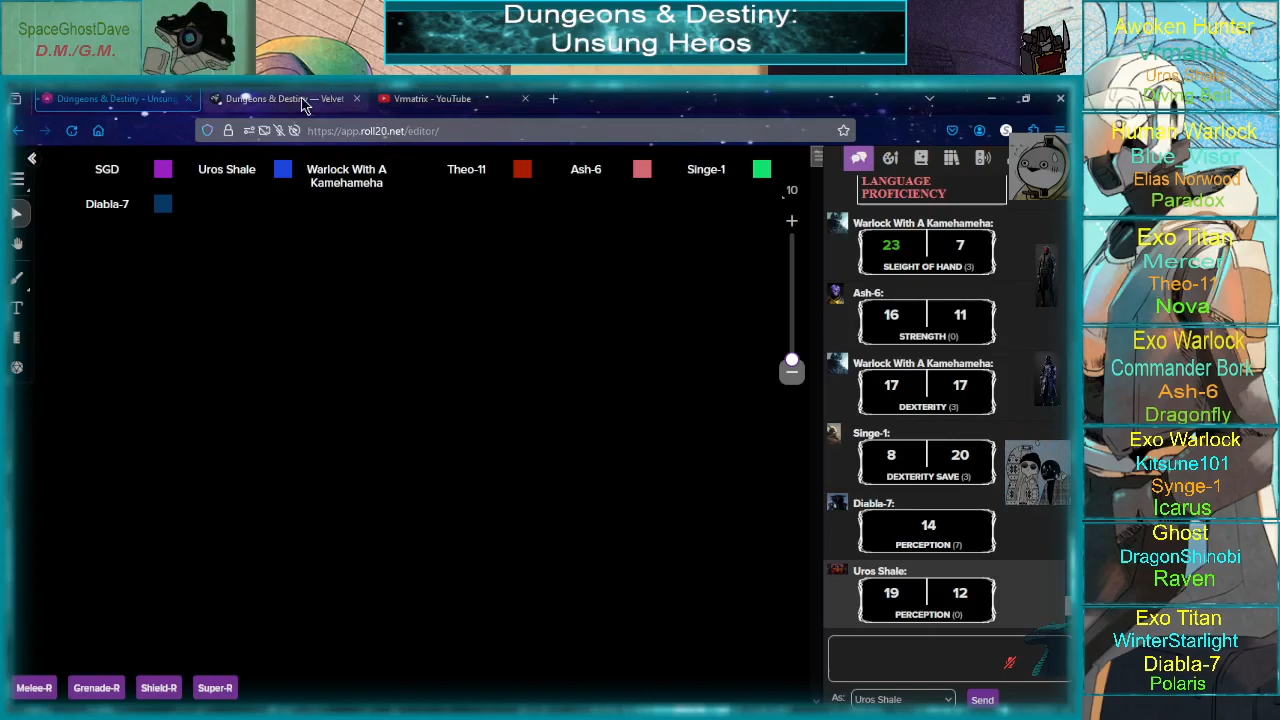 SpaceGhostDave
D.M./G.M.
Dungeons & Destiny:
Unsung Heros
Dungeons & Destiny - Unsung
Dungeons & Destiny - Velvet
Vrmatrix - YouTube
https://app.roll20.net/editor/
SGD
Uros Shale
Warlock With A
Kamehameha
Theo-11
Ash-6
Singe-1
Diabla-7
10
LANGUAGE
PROFICIENCY
Warlock With A Kamehameha:
23 7
SLEIGHT OF HAND (3)
Ash-6:
16 11
STRENGTH (0)
Warlock With A Kamehameha:
17 17
DEXTERITY (3)
Singe-1:
8 20
DEXTERITY SAVE (3)
Diabla-7:
14
PERCEPTION (7)
Uros Shale:
19 12
PERCEPTION (0)
As: Uros Shale Send
Melee-R Grenade-R Shield-R Super-R
Awoken Hunter
Vrmatrix
Uros Shale
Diving Bell
Human Warlock
Blue_Visor
Elias Norwood
Paradox
Exo Titan
Mercer
Theo-11
Nova
Exo Warlock
Commander Bork
Ash-6
Dragonfly
Exo Warlock
Kitsune101
Synge-1
Icarus
Ghost
DragonShinobi
Raven
Exo Titan
WinterStarlight
Diabla-7
Polaris